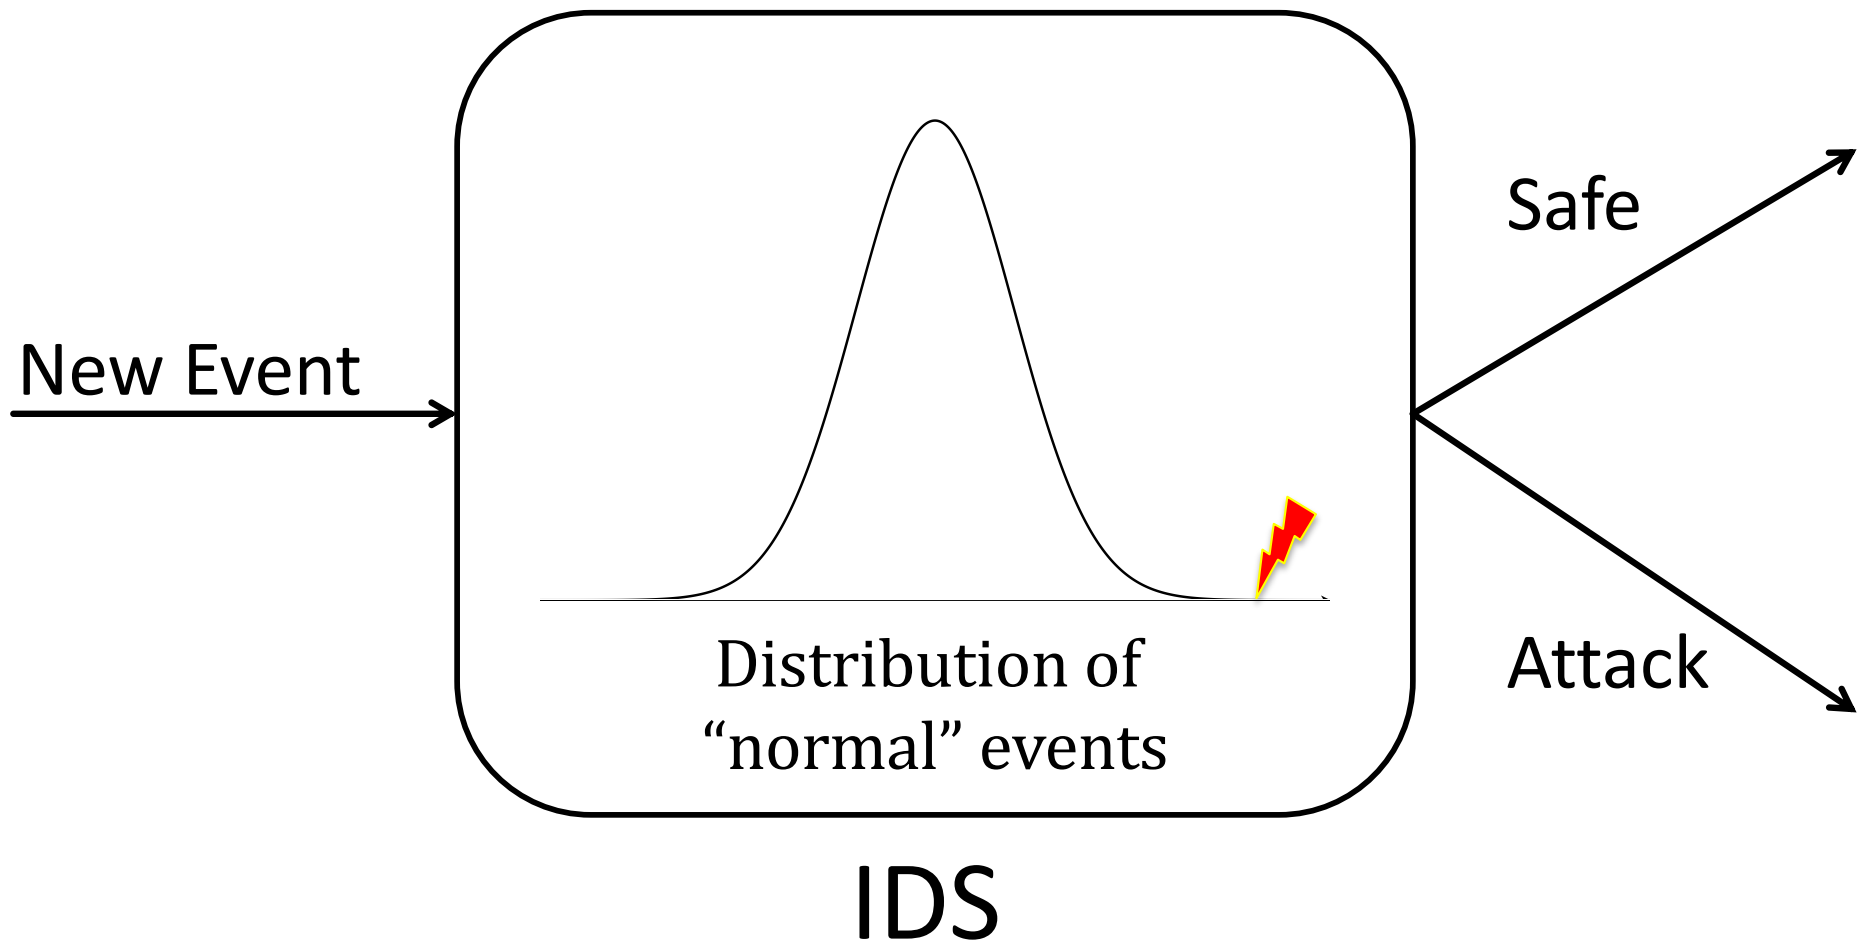 New Event
Safe
Attack
Distribution of
“normal” events
IDS